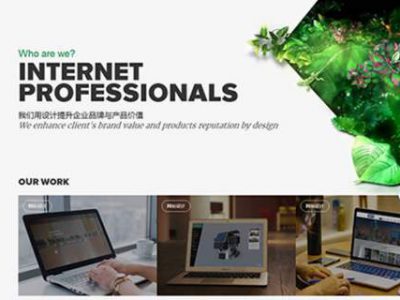 Who are we?
INTERNET
PROFESSIONALS
我们用设计提升企业品牌与产品价值
We enhance client's brand value and products reputation by design
OUR WORK